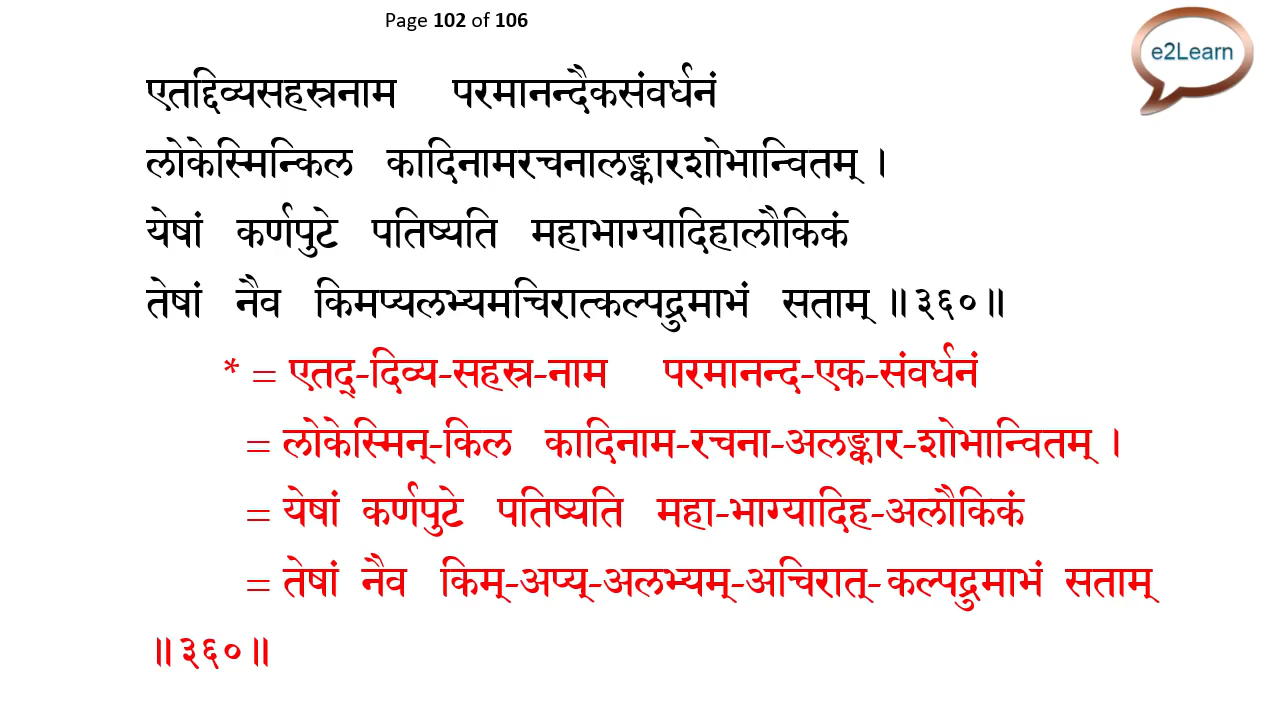 Page 102 of 106
e2Learn
एतद्दिव्यसहस्रनाम परमानन्दैकसंवर्धनं
लोकेस्मिन्किल कादिनामरचनालङ्कारशोभान्वितम् ।
येषां कर्णपुटे पतिष्यति महाभाग्यादिहालौकिकं
तेषां नैव किमप्यलभ्यमचिरात्कल्पद्रुमाभं सताम् ॥३६०॥
* = एतद्-दिव्य-सहस्र-नाम परमानन्द-एक-संवर्धनं
= लोकेस्मिन्-किल कादिनाम-रचना-अलङ्कार-शोभान्वितम् ।
= येषां कर्णपुटे पतिष्यति महा-भाग्यादिह-अलौकिकं
= तेषां नैव किम्-अप्य्-अलभ्यम्-अचिरात्-कल्पद्रुमाभं सताम्
॥३६०॥